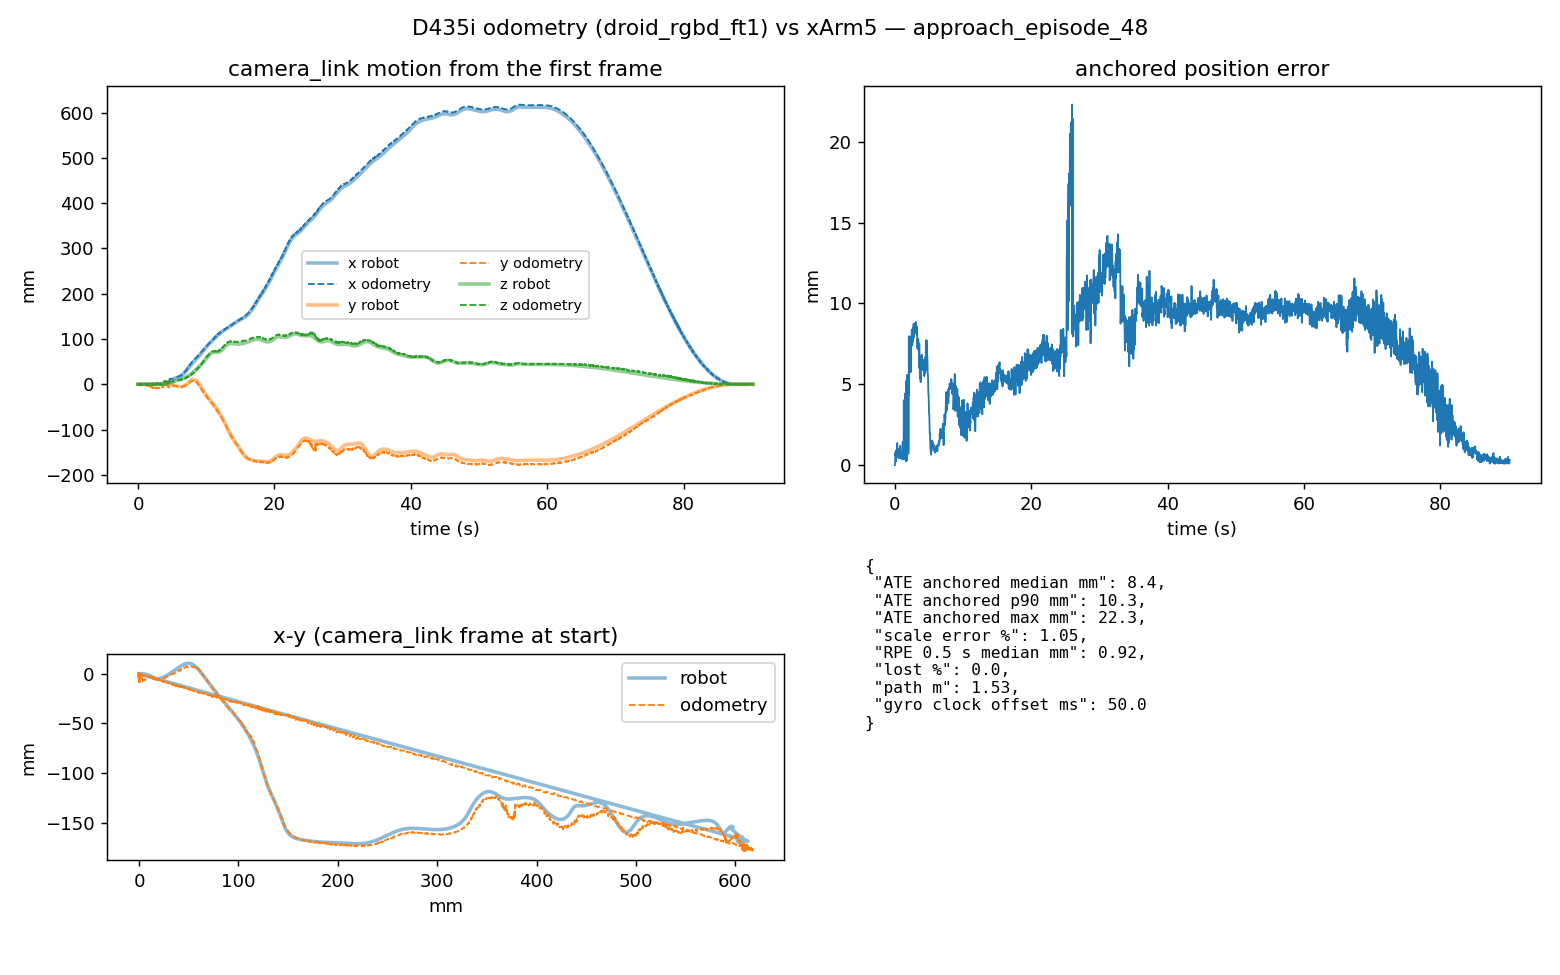 D435i odometry (droid_rgbd_ft1) vs xArm5 — approach_episode_48
camera_link motion from the first frame
600
500
400
300
200
100
0
−100
−200
mm
x robot
x odometry
y robot
y odometry
z robot
z odometry
0
20
40
60
80
time (s)
anchored position error
20
15
10
5
0
mm
0
20
40
60
80
time (s)
x-y (camera_link frame at start)
0
−50
−100
−150
mm
robot
odometry
0
100
200
300
400
500
600
mm
{
"ATE anchored median mm": 8.4,
"ATE anchored p90 mm": 10.3,
"ATE anchored max mm": 22.3,
"scale error %": 1.05,
"RPE 0.5 s median mm": 0.92,
"lost %": 0.0,
"path m": 1.53,
"gyro clock offset ms": 50.0
}